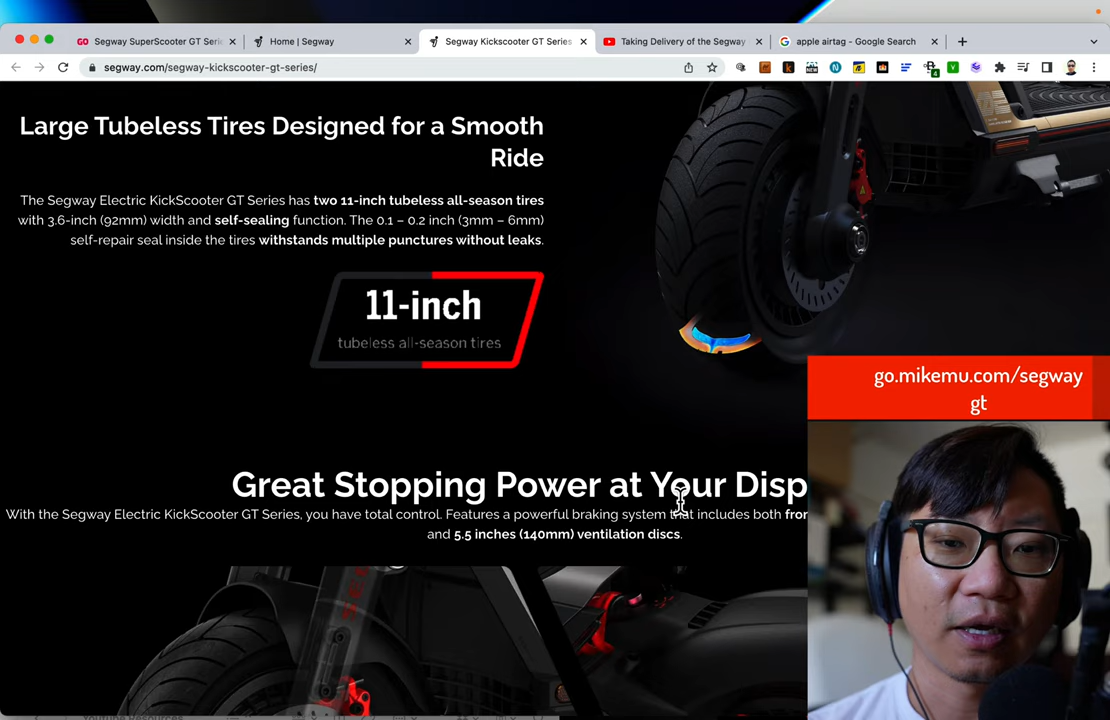 Segway SuperScooter GT Serie
Home | Segway
Segway Kickscooter GT Series
Taking Delivery of the Segway
apple airtag - Google Search
segway.com/segway-kickscooter-gt-series/
Large Tubeless Tires Designed for a Smooth
Ride
The Segway Electric KickScooter GT Series has two 11-inch tubeless all-season tires
with 3.6-inch (92mm) width and self-sealing function. The 0.1 – 0.2 inch (3mm – 6mm)
self-repair seal inside the tires withstands multiple punctures without leaks.
11-inch
tubeless all-season tires
go.mikemu.com/segway
gt
Great Stopping Power at Your Disp
With the Segway Electric KickScooter GT Series, you have total control. Features a powerful braking system that includes both fron
and 5.5 inches (140mm) ventilation discs.